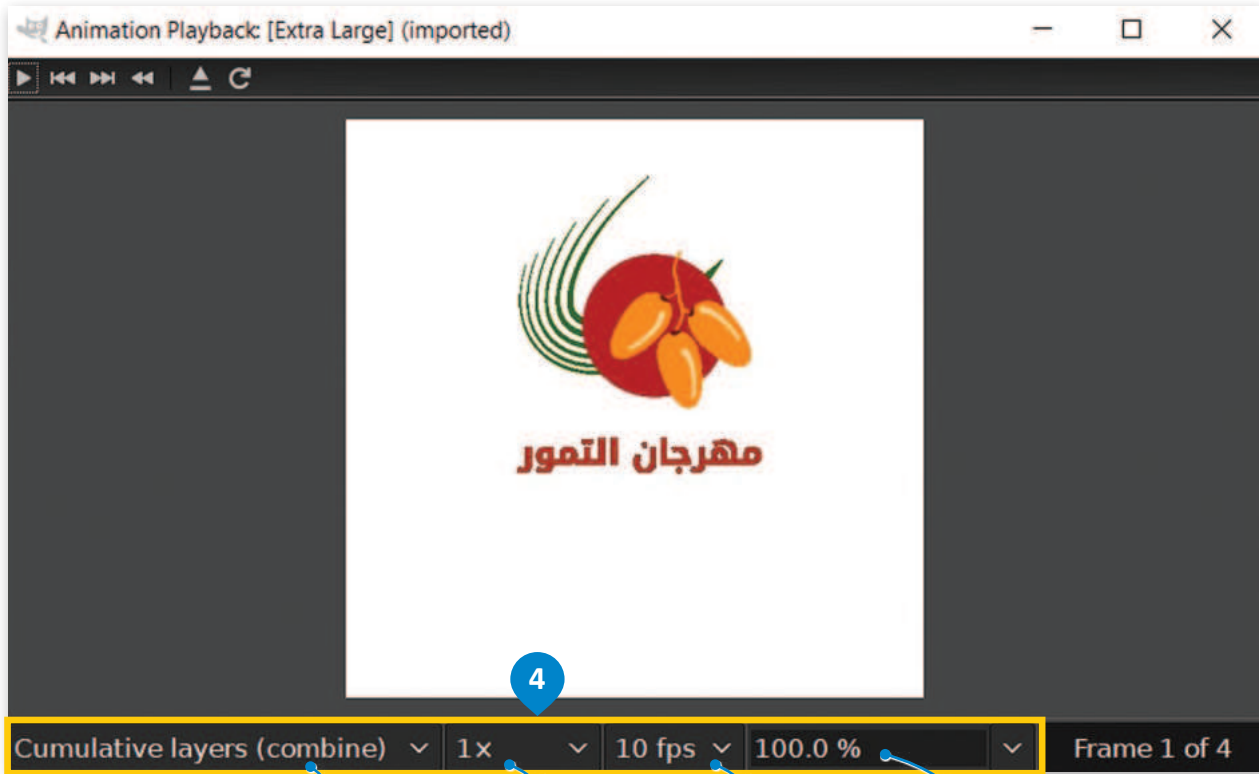 Animation Playback: [Extra Large] (imported)
مهرجان التمور
4
Cumulative layers (combine) 1x 10 fps 100.0 % Frame 1 of 4